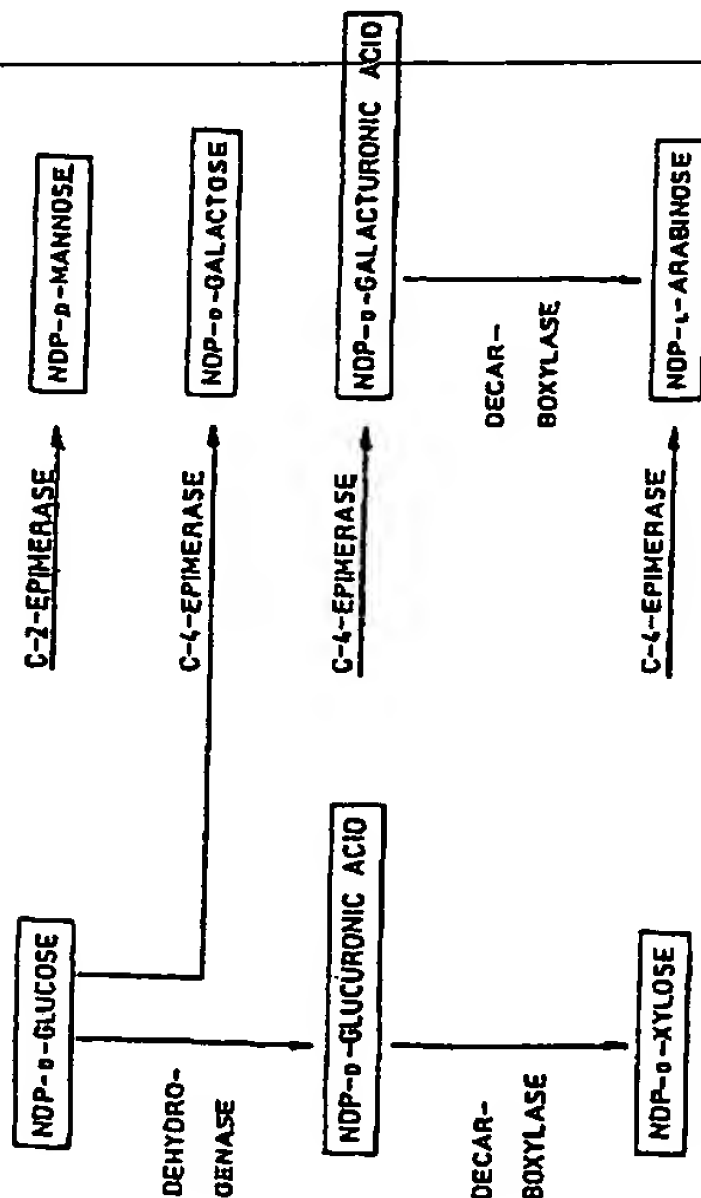 NDP-D-GLUCOSE
C-2-EPIMERASE
NDP-D-MANNOSE
DEHYDRO-
GENASE
C-4-EPIMERASE
NDP-D-GALACTOSE
NDP-D-GLUCURONIC ACID
C-4-EPIMERASE
NDP-D-GALACTURONIC ACID
DECAR-
BOXYLASE
DECAR-
BOXYLASE
NDP-D-XYLOSE
C-4-EPIMERASE
NDP-L-ARABINOSE